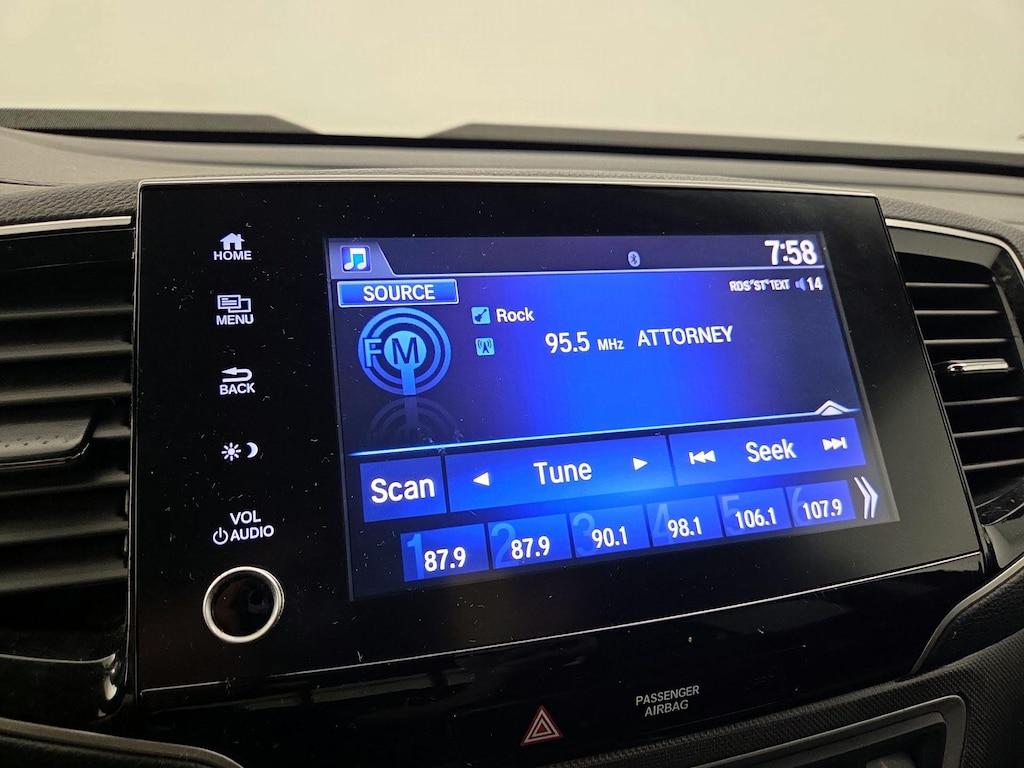 HOME
MENU
BACK
VOL
AUDIO
7:58
SOURCE
RDS ST TEXT 14
FM
Rock
95.5 MHz ATTORNEY
Scan Tune Seek
1 87.9 2 87.9 3 90.1 4 98.1 5 106.1 6 107.9
PASSENGER
AIRBAG